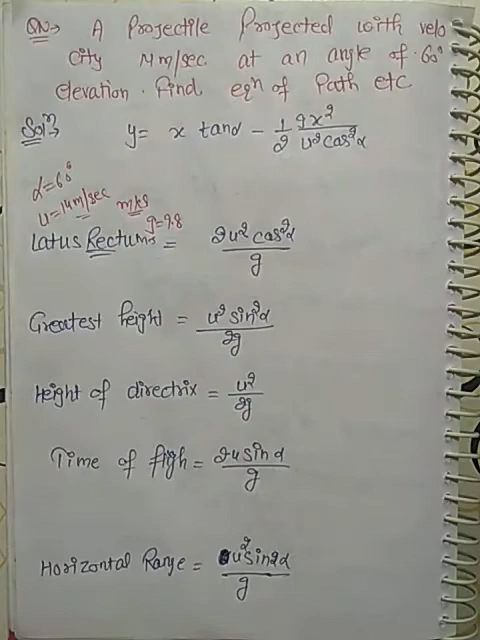 QN→ A Projectile Projected with velo
city 14m/sec. at an angle of 60°
elevation. Find eqn of Path etc
Soln→ y = x tanα - 1/2 gx²/u²cos²α
α=60°
u=14m/sec mks
g=9.8
Latus Rectum = 2u²cos²α/g
Greatest height = u²sin²α/2g
Height of directrix = u²/2g
Time of fligh = 2usinα/g
Horizontal Range = u²sin2α/g